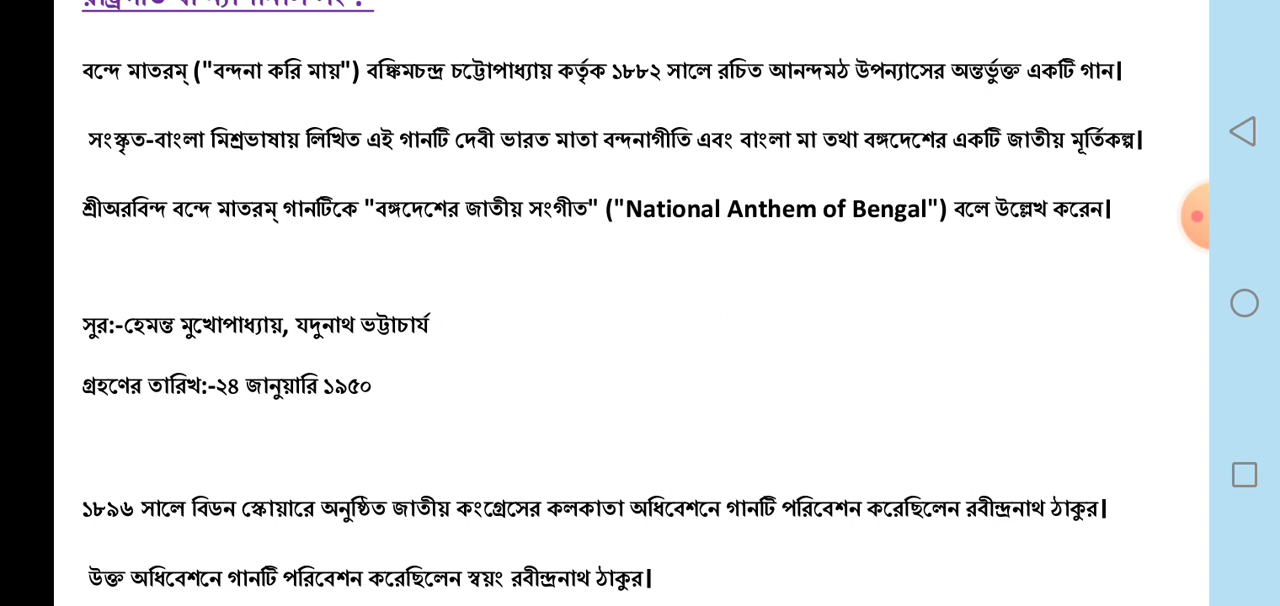 বন্দে মাতরম্ ("বন্দনা করি মায়") বঙ্কিমচন্দ্র চট্টোপাধ্যায় কর্তৃক ১৮৮২ সালে রচিত আনন্দমঠ উপন্যাসের অন্তর্ভুক্ত একটি গান|
সংস্কৃত-বাংলা মিশ্রভাষায় লিখিত এই গানটি দেবী ভারত মাতা বন্দনাগীতি এবং বাংলা মা তথা বঙ্গদেশের একটি জাতীয় মূর্তিকল্প|
শ্রীঅরবিন্দ বন্দে মাতরম্ গানটিকে "বঙ্গদেশের জাতীয় সংগীত" ("National Anthem of Bengal") বলে উল্লেখ করেন|
সুর:-হেমন্ত মুখোপাধ্যায়, যদুনাথ ভট্টাচার্য
গ্রহণের তারিখ:-২৪ জানুয়ারি ১৯৫০
১৮৯৬ সালে বিডন স্কোয়ারে অনুষ্ঠিত জাতীয় কংগ্রেসের কলকাতা অধিবেশনে গানটি পরিবেশন করেছিলেন রবীন্দ্রনাথ ঠাকুর|
উক্ত অধিবেশনে গানটি পরিবেশন করেছিলেন স্বয়ং রবীন্দ্রনাথ ঠাকুর|